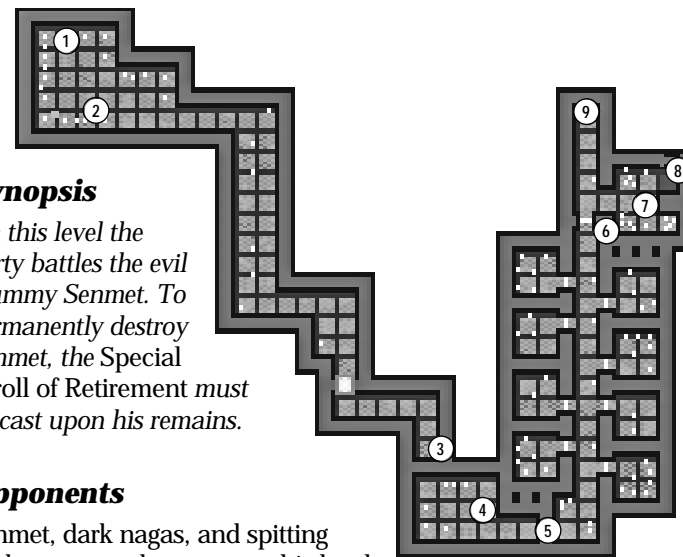 1
2
9
8
7
6
3
4
5
ynopsis
this level the
rty battles the evil
ummy Senmet. To
rmanently destroy
nmet, the Special
roll of Retirement must
cast upon his remains.
pponents
nmet, dark nagas, and spitting